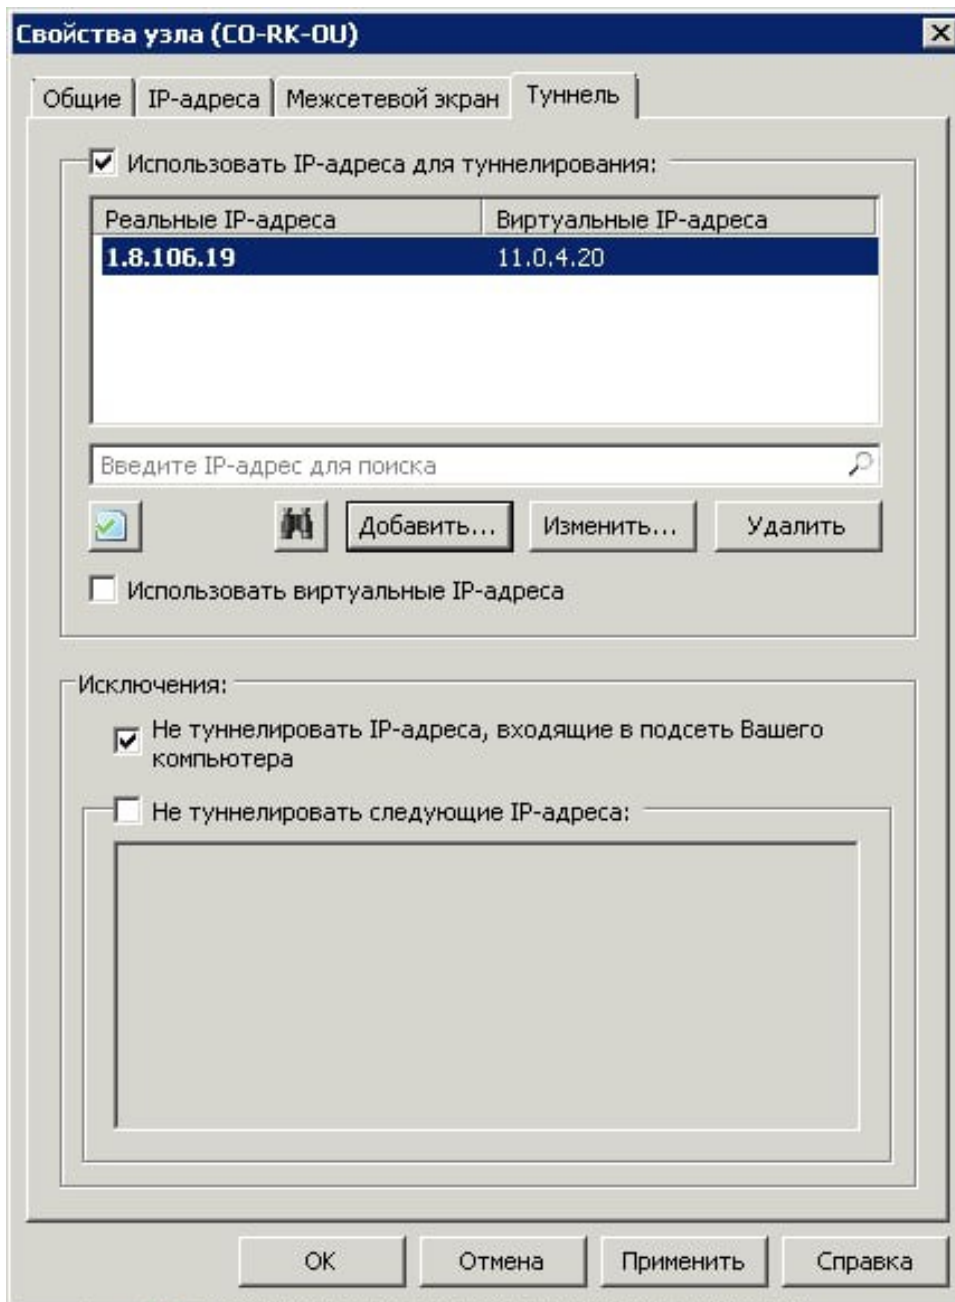 Свойства узла (CO-RK-OU)
Общие IP-адреса Межсетевой экран Туннель
Использовать IP-адреса для туннелирования:
Реальные IP-адреса Виртуальные IP-адреса
1.8.106.19 11.0.4.20
Введите IP-адрес для поиска
Добавить... Изменить... Удалить
Использовать виртуальные IP-адреса
Исключения:
Не туннелировать IP-адреса, входящие в подсеть Вашего
компьютера
Не туннелировать следующие IP-адреса:
ОК Отмена Применить Справка